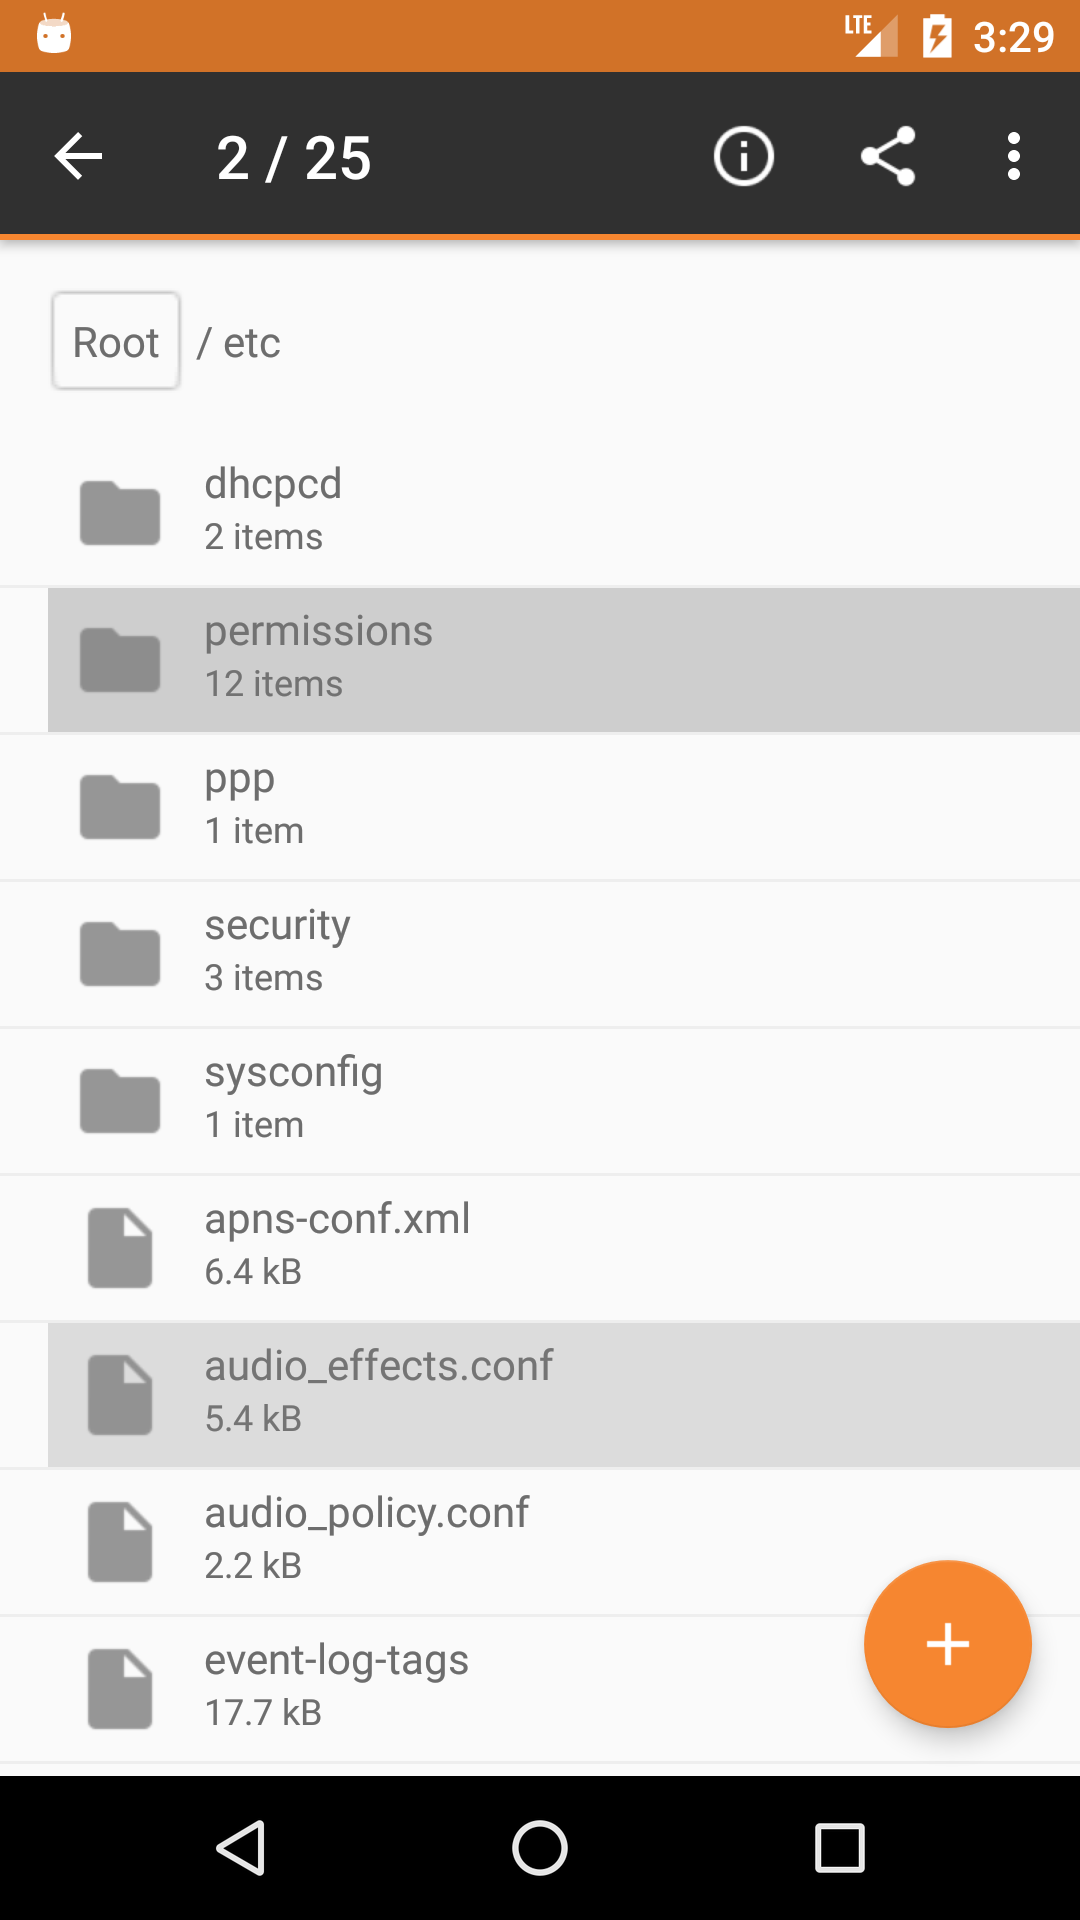 LTE 3:29
2 / 25
Root / etc
dhcpcd
2 items
permissions
12 items
ppp
1 item
security
3 items
sysconfig
1 item
apns-conf.xml
6.4 kB
audio_effects.conf
5.4 kB
audio_policy.conf
2.2 kB
event-log-tags
17.7 kB